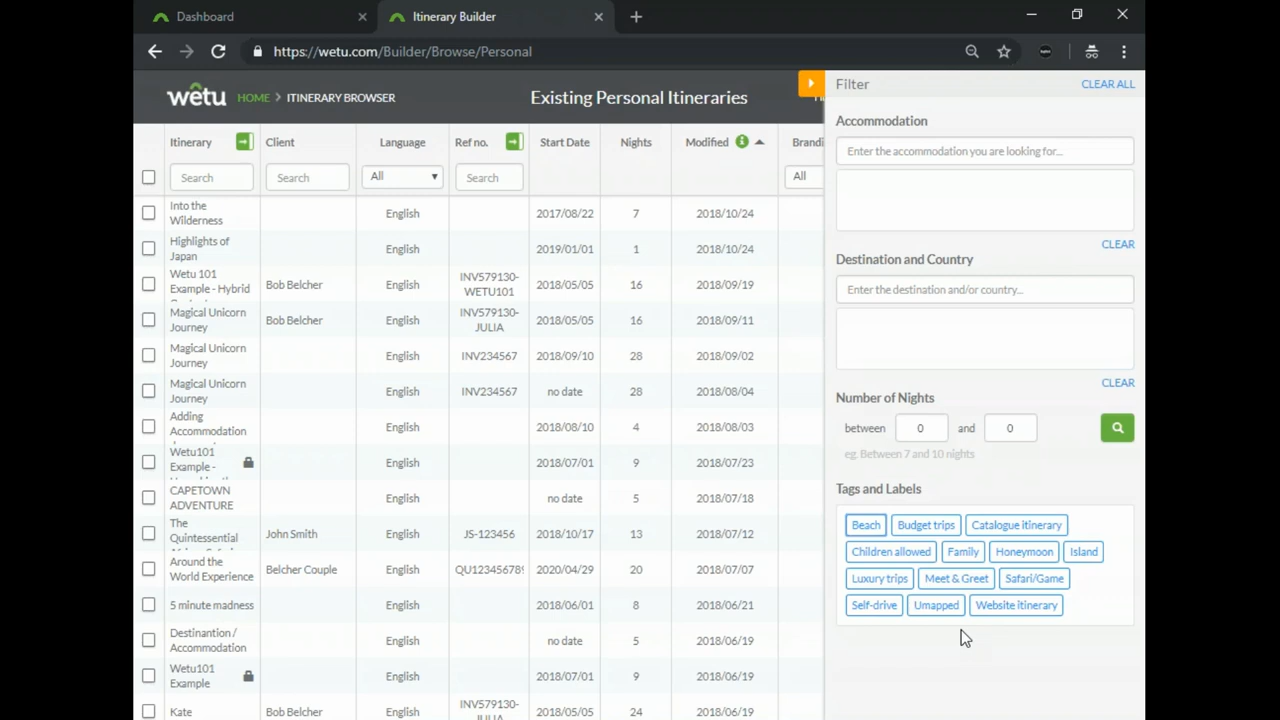 Dashboard
Itinerary Builder
https://wetu.com/Builder/Browse/Personal
wetu HOME > ITINERARY BROWSER
Existing Personal Itineraries
Itinerary Client Language Ref no. Start Date Nights Modified
Search Search All Search All
Into the Wilderness English 2017/08/22 7 2018/10/24
Highlights of Japan English 2019/01/01 1 2018/10/24
Wetu 101 Example - Hybrid Bob Belcher English INV579130-WETU101 2018/05/05 16 2018/09/19
Magical Unicorn Journey Bob Belcher English INV579130-JULIA 2018/05/05 16 2018/09/11
Magical Unicorn Journey English INV234567 2018/09/10 28 2018/09/02
Magical Unicorn Journey English INV234567 no date 28 2018/08/04
Adding Accommodation English 2018/08/10 4 2018/08/03
Wetu101 Example - English 2018/07/01 9 2018/07/23
CAPETOWN ADVENTURE English no date 5 2018/07/18
The Quintessential John Smith English JS-123456 2018/10/17 13 2018/07/12
Around the World Experience Belcher Couple English QU123456789 2020/04/29 20 2018/07/07
5 minute madness English 2018/06/01 8 2018/06/21
Destinantion / Accommodation English no date 5 2018/06/19
Wetu101 Example English 2018/07/01 9 2018/06/19
Kate Bob Belcher English INV579130- 2018/05/05 24 2018/06/19
Filter CLEAR ALL
Accommodation
Enter the accommodation you are looking for...
CLEAR
Destination and Country
Enter the destination and/or country...
CLEAR
Number of Nights
between 0 and 0
eg. Between 7 and 10 nights
Tags and Labels
Beach Budget trips Catalogue itinerary
Children allowed Family Honeymoon Island
Luxury trips Meet & Greet Safari/Game
Self-drive Umapped Website itinerary